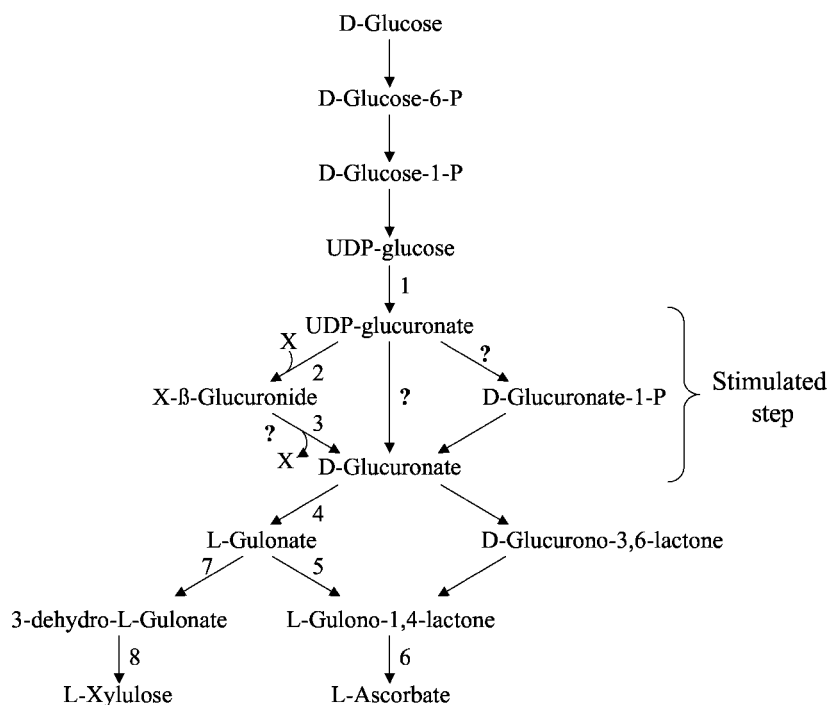 D-Glucose
D-Glucose-6-P
D-Glucose-1-P
UDP-glucose
1
UDP-glucuronate
X
?
2
X-ß-Glucuronide
?
D-Glucuronate-1-P
Stimulated
step
?
3
X
D-Glucuronate
4
L-Gulonate
D-Glucurono-3,6-lactone
7
5
3-dehydro-L-Gulonate
L-Gulono-1,4-lactone
8
6
L-Xylulose
L-Ascorbate